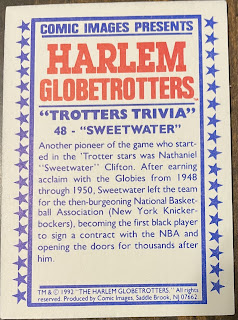 COMIC IMAGES PRESENTS
HARLEM
GLOBETROTTERS™
"TROTTERS TRIVIA"
48 - "SWEETWATER"
Another pioneer of the game who start-
ed in the 'Trotter stars was Nathaniel
"Sweetwater" Clifton. After earning
acclaim with the Globies from 1948
through 1950, Sweetwater left the team
for the then-burgeoning National Basket-
ball Association (New York Knicker-
bockers), becoming the first black player
to sign a contract with the NBA and
opening the doors for thousands after
him.
TM & © 1992 "THE HARLEM GLOBETROTTERS." All rights
reserved. Produced by Comic Images, Saddle Brook, NJ 07662.